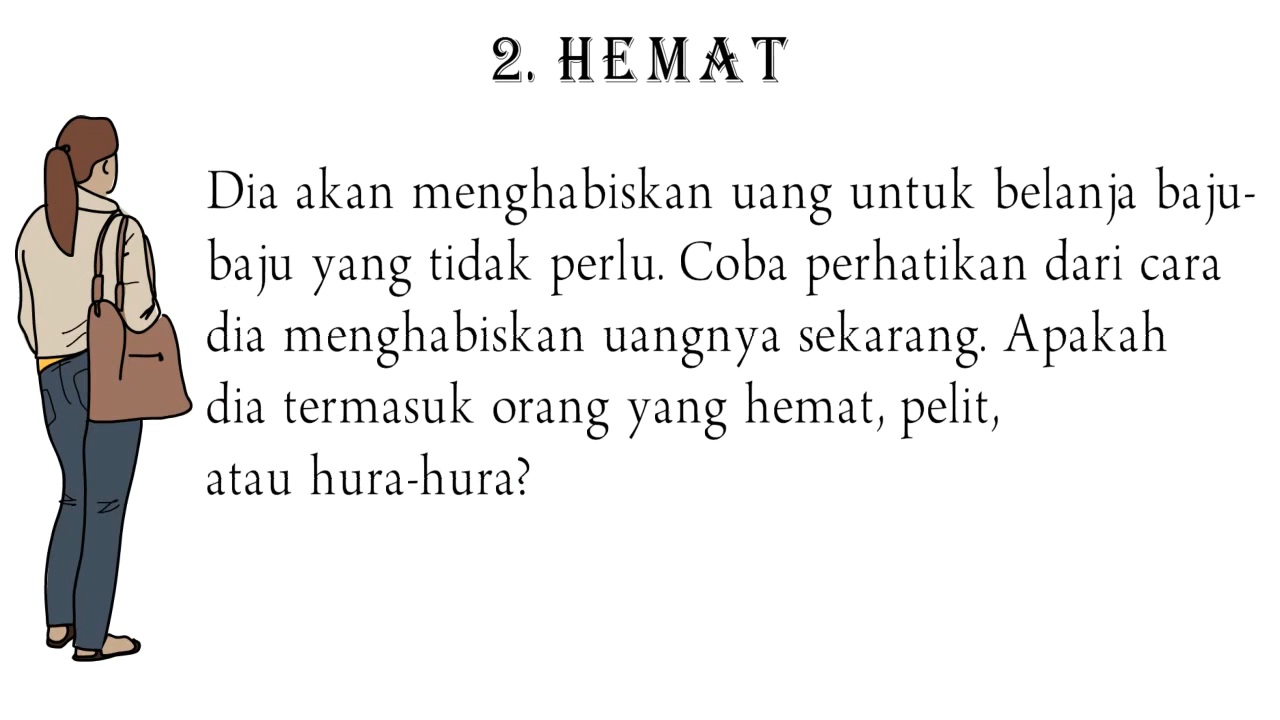 2. HEMAT
Dia akan menghabiskan uang untuk belanja baju-
baju yang tidak perlu. Coba perhatikan dari cara
dia menghabiskan uangnya sekarang. Apakah
dia termasuk orang yang hemat, pelit,
atau hura-hura?